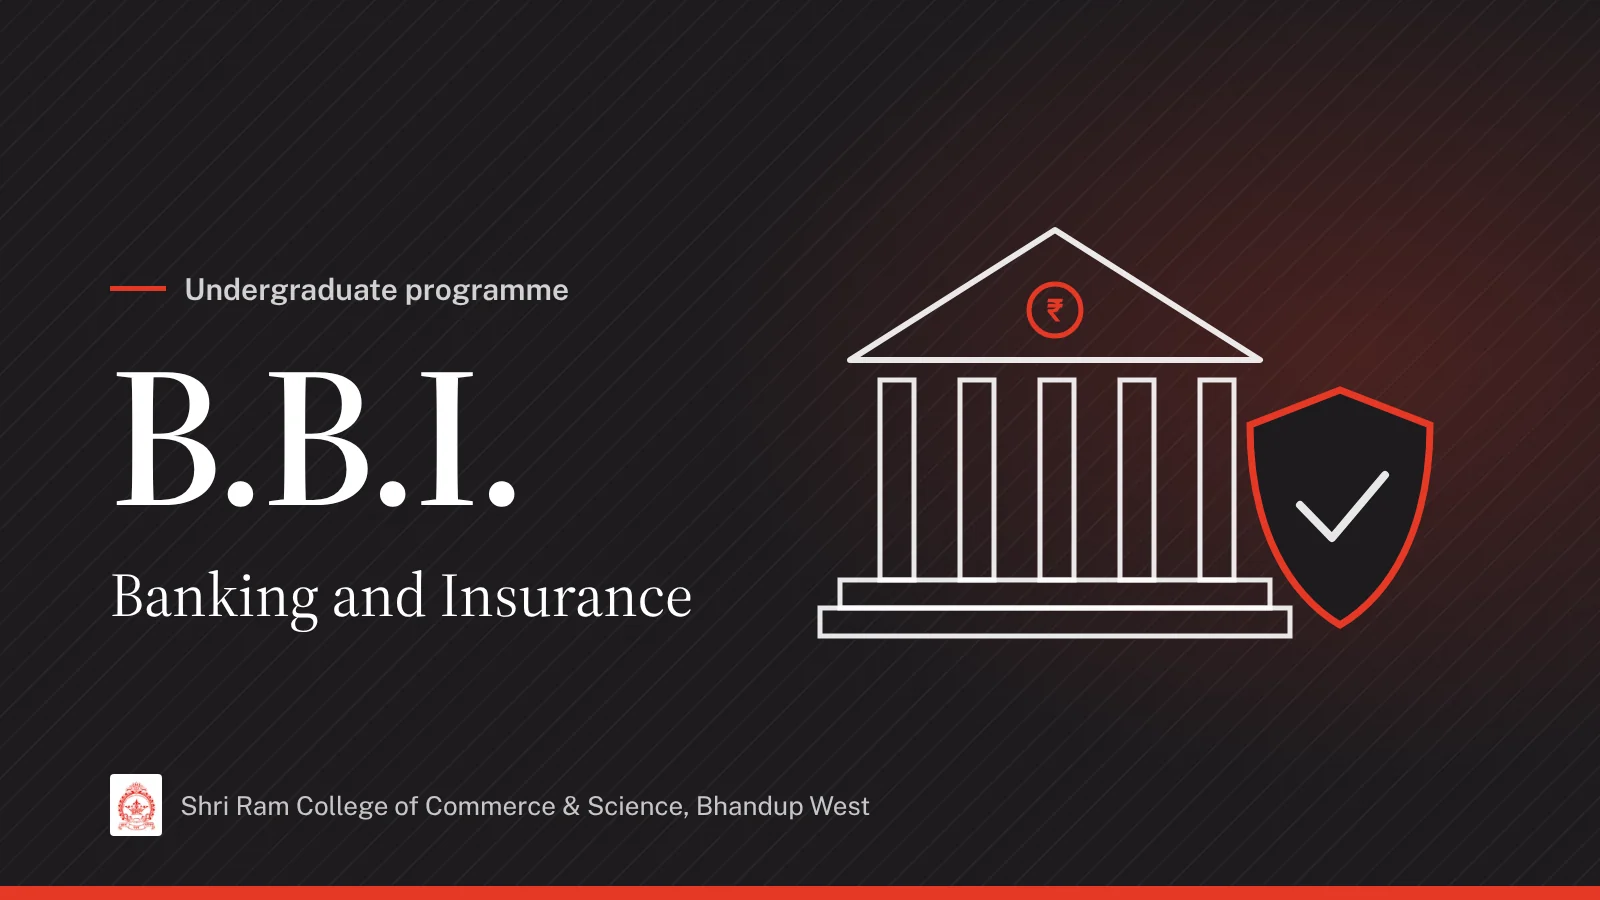 Undergraduate programme
B.B.I.
Banking and Insurance
₹
Shri Ram College of Commerce & Science, Bhandup West